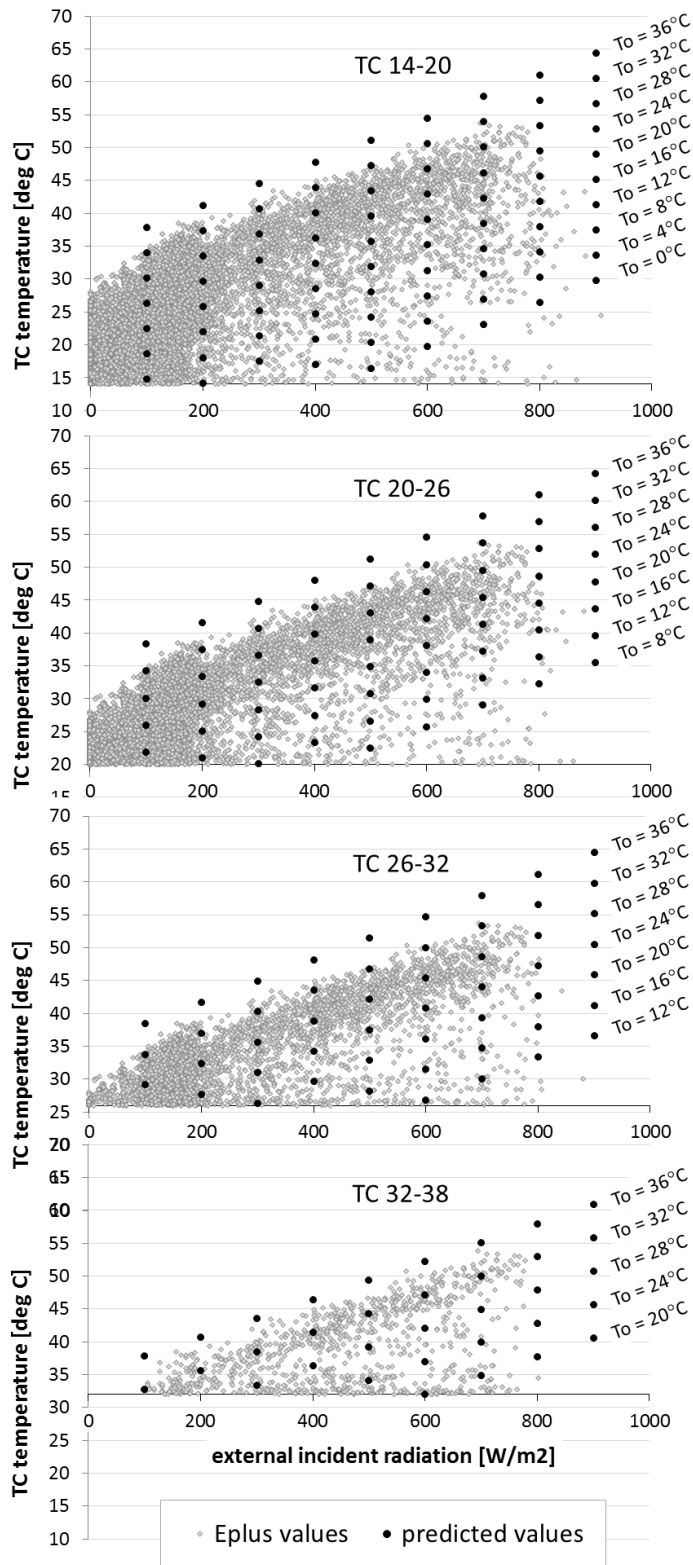 70
65
60
55
50
45
40
35
30
25
20
15
10
TC temperature [deg C]
TC 14-20
To = 36°C
To = 32°C
To = 28°C
To = 24°C
To = 20°C
To = 16°C
To = 12°C
To = 8°C
To = 4°C
To = 0°C
0 200 400 600 800 1000
70
65
60
55
50
45
40
35
30
25
20
15
TC temperature [deg C]
TC 20-26
To = 36°C
To = 32°C
To = 28°C
To = 24°C
To = 20°C
To = 16°C
To = 12°C
To = 8°C
0 200 400 600 800 1000
70
65
60
55
50
45
40
35
30
25
20
TC temperature [deg C]
TC 26-32
To = 36°C
To = 32°C
To = 28°C
To = 24°C
To = 20°C
To = 16°C
To = 12°C
0 200 400 600 800 1000
55
50
45
40
35
30
25
20
15
10
TC temperature [deg C]
TC 32-38
To = 36°C
To = 32°C
To = 28°C
To = 24°C
To = 20°C
0 200 400 600 800 1000
external incident radiation [W/m2]
Eplus values predicted values